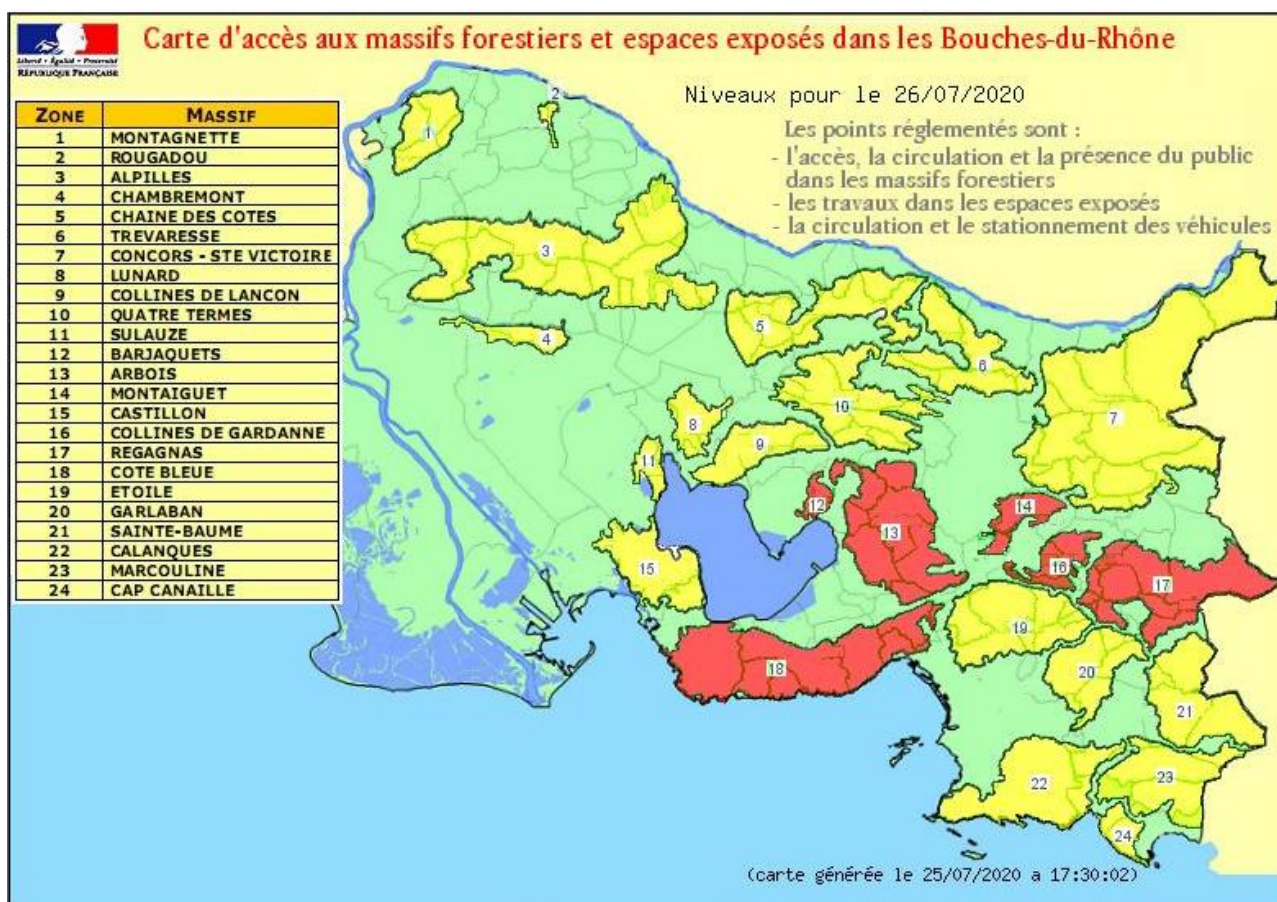 Carte d'accès aux massifs forestiers et espaces exposés dans les Bouches-du-Rhône
Liberté • Égalité • Fraternité
RÉPUBLIQUE FRANÇAISE
Niveaux pour le 26/07/2020
Les points réglementés sont :
- l'accès, la circulation et la présence du public
dans les massifs forestiers
- les travaux dans les espaces exposés
- la circulation et le stationnement des véhicules
ZONE MASSIF
1 MONTAGNETTE
2 ROUGADOU
3 ALPILLES
4 CHAMBREMONT
5 CHAINE DES COTES
6 TREVARESSE
7 CONCORS - STE VICTOIRE
8 LUNARD
9 COLLINES DE LANCON
10 QUATRE TERMES
11 SULAUZE
12 BARJAQUETS
13 ARBOIS
14 MONTAIGUET
15 CASTILLON
16 COLLINES DE GARDANNE
17 REGAGNAS
18 COTE BLEUE
19 ETOILE
20 GARLABAN
21 SAINTE-BAUME
22 CALANQUES
23 MARCOULINE
24 CAP CANAILLE
2
1
3
5
4
6
10
7
8
9
11
12
13
14
15
16
17
18
19
20
21
22
23
24
(carte générée le 25/07/2020 a 17:30:02)